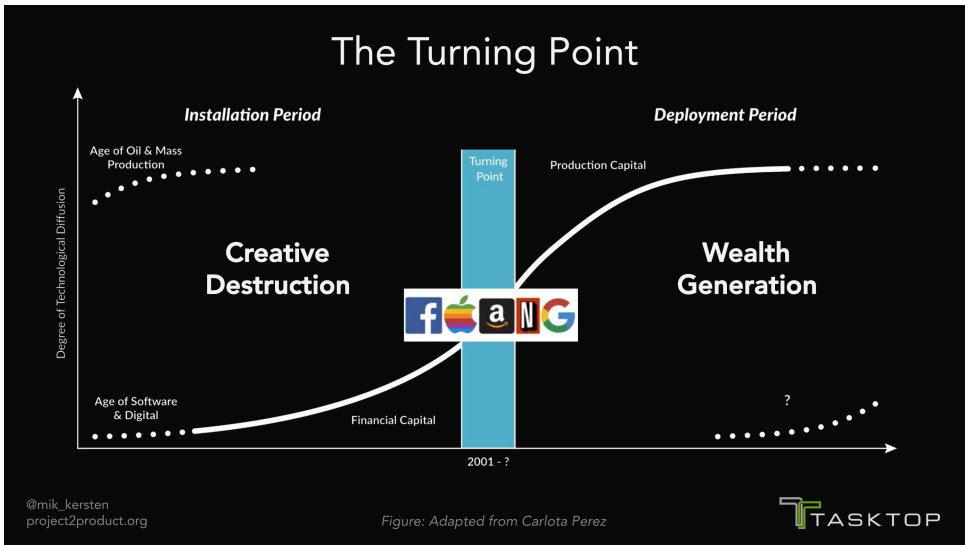 The Turning Point
Installation Period
Deployment Period
Age of Oil & Mass
Production
Turning
Point
Production Capital
Degree of Technological Diffusion
Creative
Destruction
Wealth
Generation
f a N G
Age of Software
& Digital
Financial Capital
?
2001 - ?
@mik_kersten
project2product.org
Figure: Adapted from Carlota Perez
TASKTOP